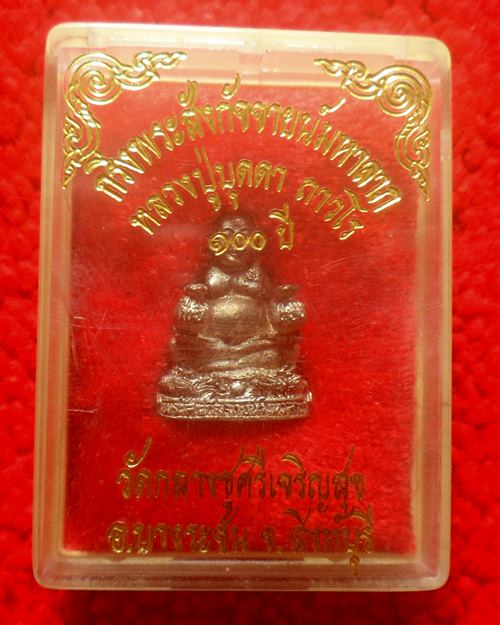 กิ่งพระสังกัจจายน์มหาลาภ
หลวงปู่บุดดา ถาวโร
๑๐๐ ปี
วัดกลางชูศรีเจริญสุข
อ.บางระจัน จ.สิงห์บุรี